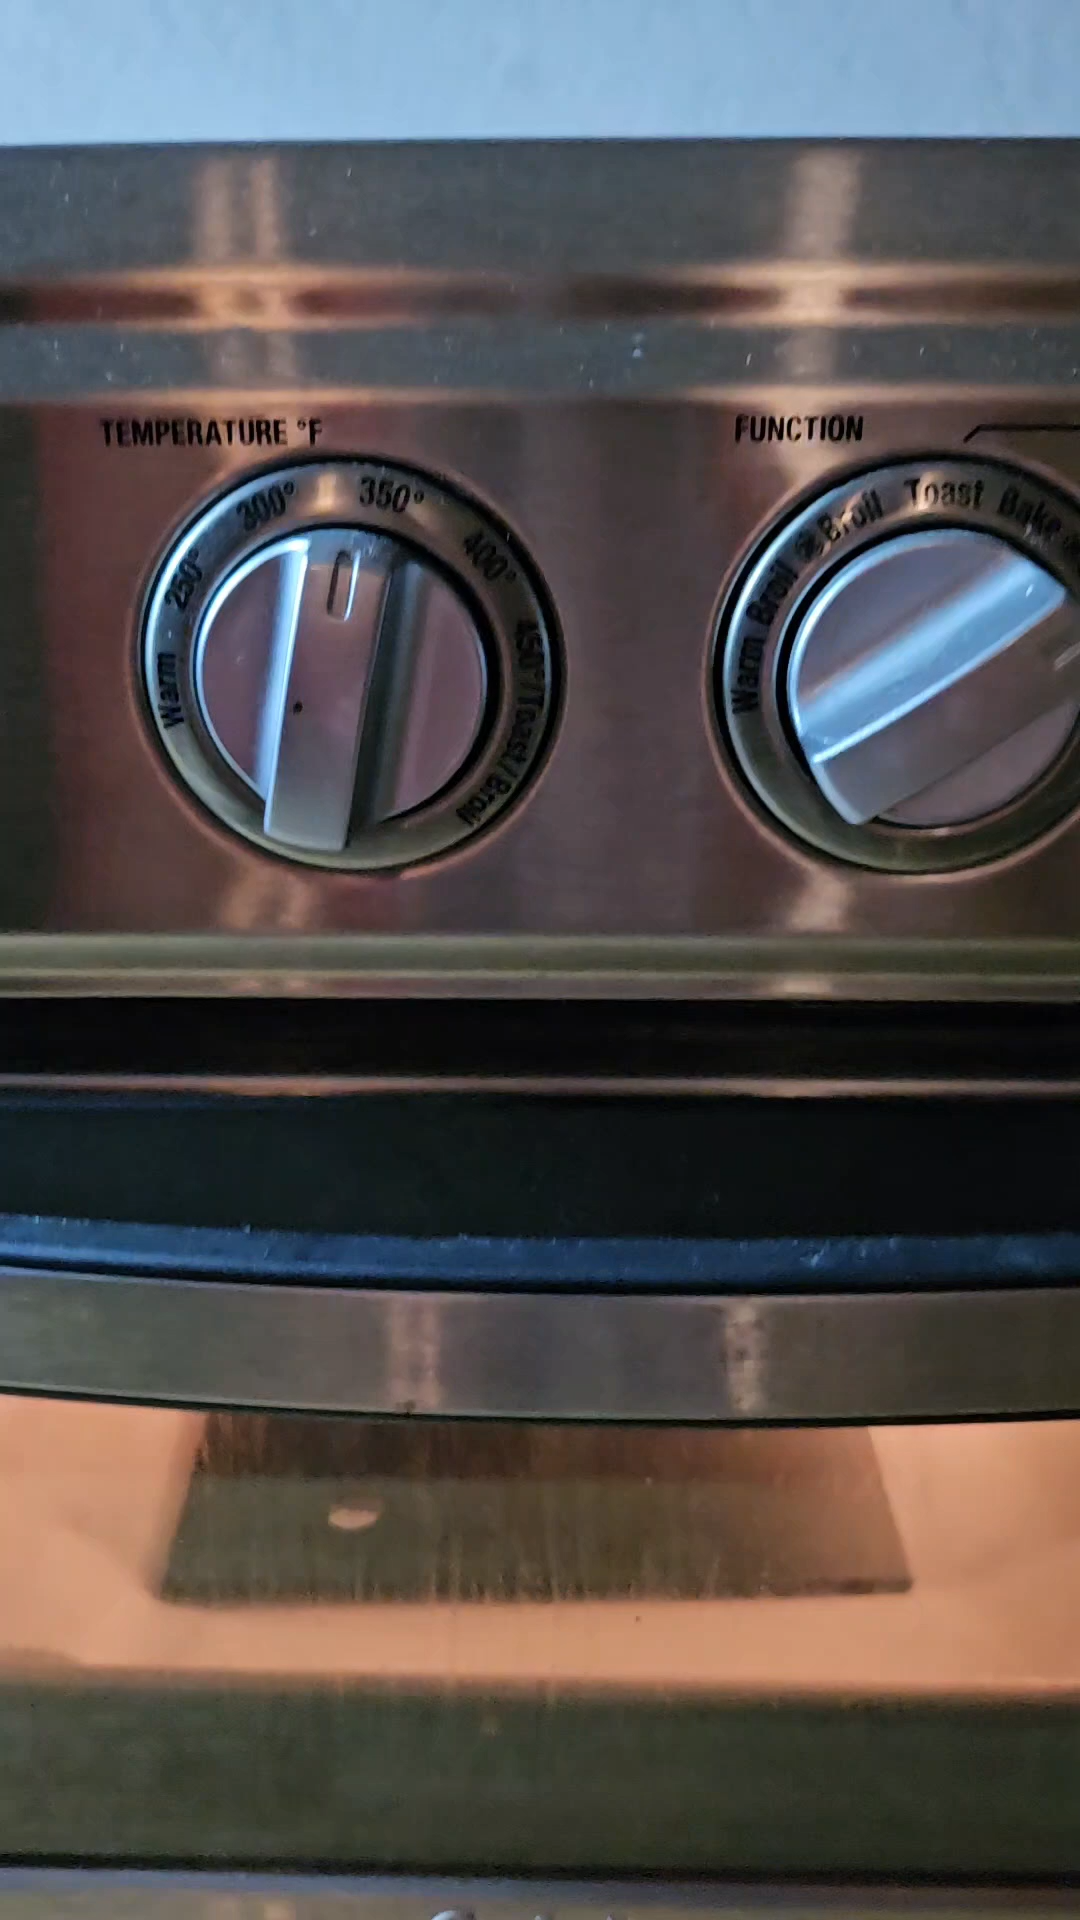 TEMPERATURE °F
Warm 250° 300° 350° 400° 450° Toast/Broil
FUNCTION
Warm Broil Broil Toast Bake